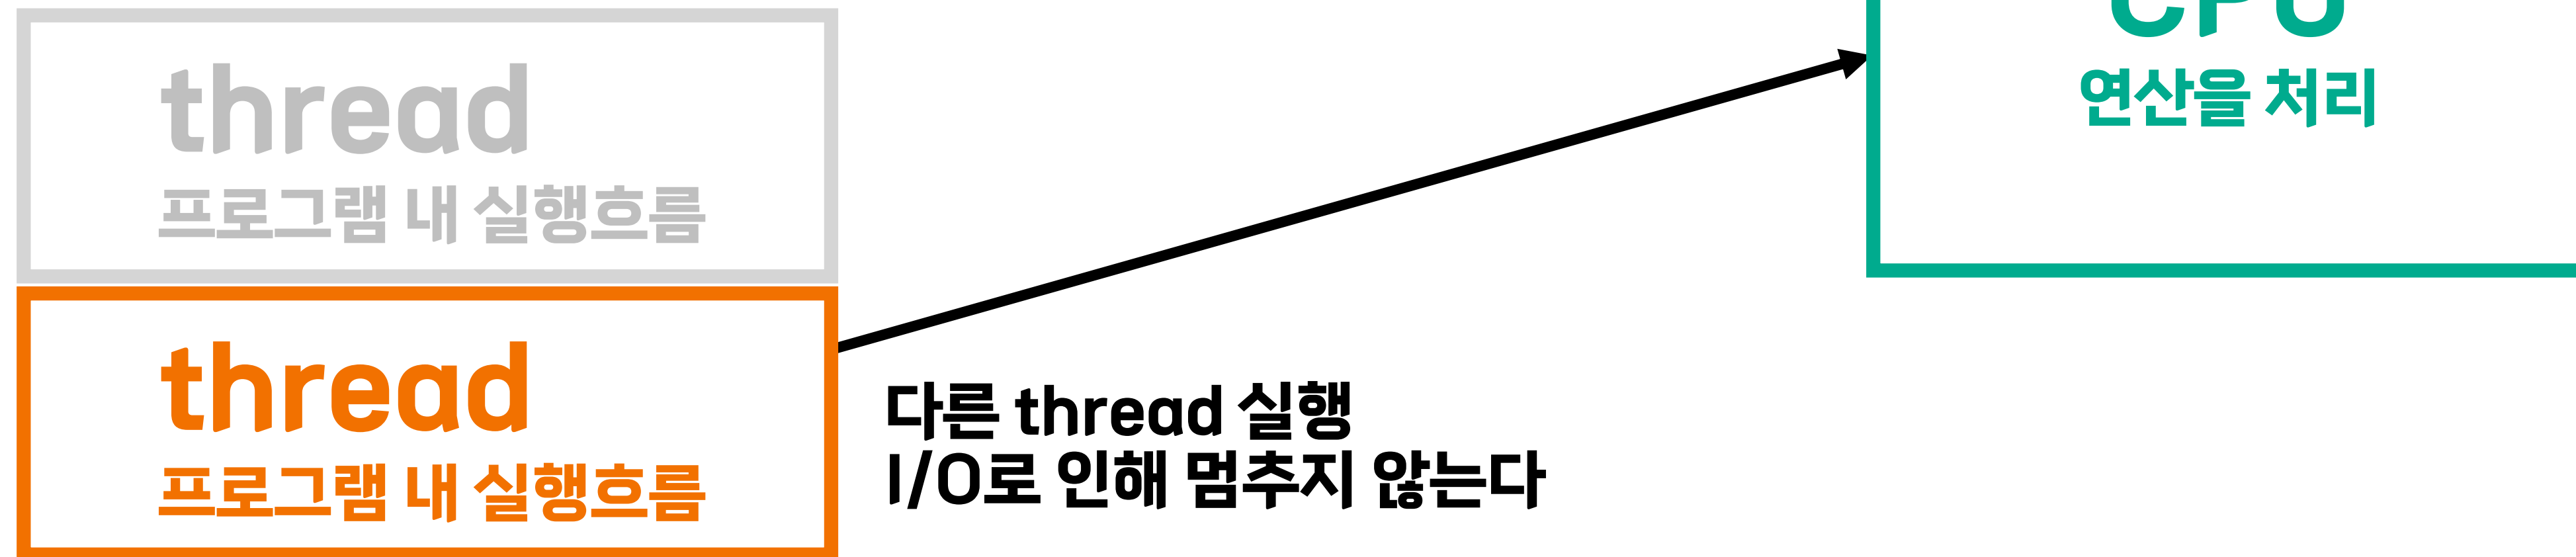 thread
프로그램 내 실행흐름
CPU
연산을 처리
thread
프로그램 내 실행흐름
다른 thread 실행
I/O로 인해 멈추지 않는다